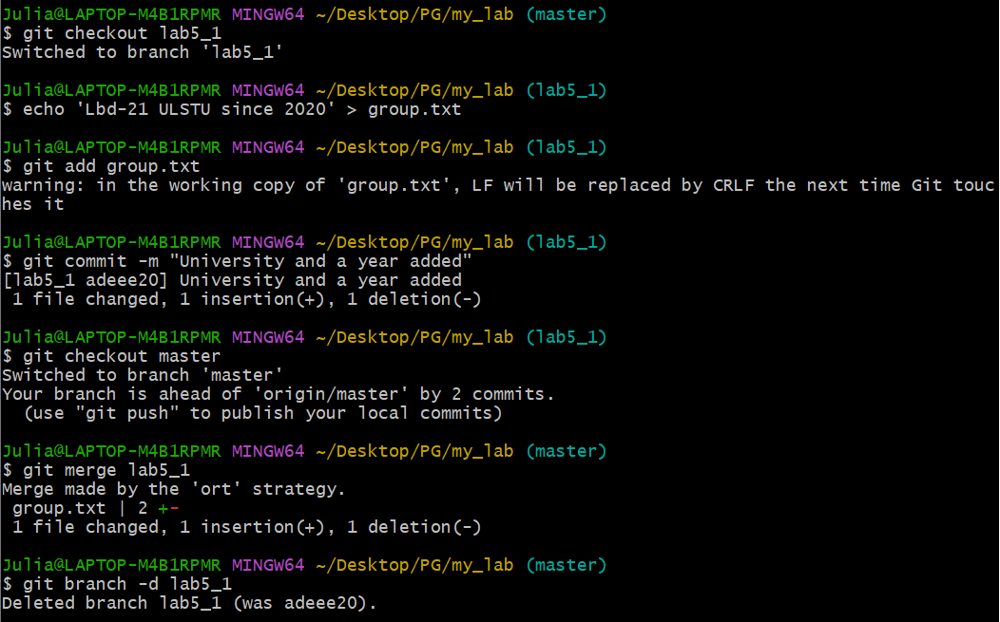 Julia@LAPTOP-M4B1RPMR MINGW64 ~/Desktop/PG/my_lab (master)
$ git checkout lab5_1
Switched to branch 'lab5_1'
Julia@LAPTOP-M4B1RPMR MINGW64 ~/Desktop/PG/my_lab (lab5_1)
$ echo 'Lbd-21 ULSTU since 2020' > group.txt
Julia@LAPTOP-M4B1RPMR MINGW64 ~/Desktop/PG/my_lab (lab5_1)
$ git add group.txt
warning: in the working copy of 'group.txt', LF will be replaced by CRLF the next time Git touc
hes it
Julia@LAPTOP-M4B1RPMR MINGW64 ~/Desktop/PG/my_lab (lab5_1)
$ git commit -m "University and a year added"
[lab5_1 adeee20] University and a year added
 1 file changed, 1 insertion(+), 1 deletion(-)
Julia@LAPTOP-M4B1RPMR MINGW64 ~/Desktop/PG/my_lab (lab5_1)
$ git checkout master
Switched to branch 'master'
Your branch is ahead of 'origin/master' by 2 commits.
  (use "git push" to publish your local commits)
Julia@LAPTOP-M4B1RPMR MINGW64 ~/Desktop/PG/my_lab (master)
$ git merge lab5_1
Merge made by the 'ort' strategy.
 group.txt | 2 +-
 1 file changed, 1 insertion(+), 1 deletion(-)
Julia@LAPTOP-M4B1RPMR MINGW64 ~/Desktop/PG/my_lab (master)
$ git branch -d lab5_1
Deleted branch lab5_1 (was adeee20).